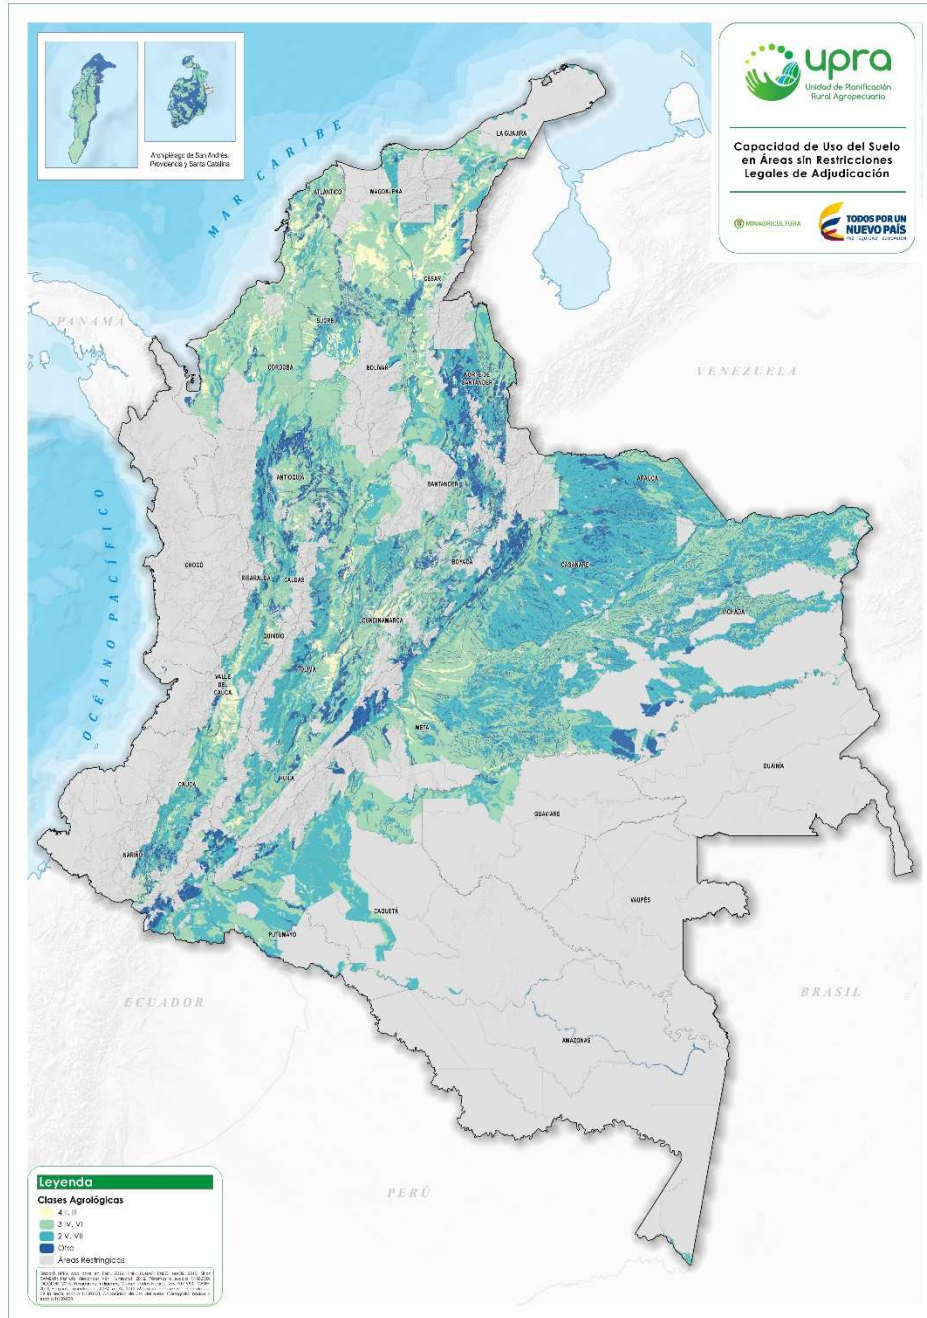 upra
Unidad de Planificación
Rural Agropecuaria
Capacidad de Uso del Suelo
en Áreas sin Restricciones
Legales de Adjudicación
MINAGRICULTURA
TODOS POR UN
NUEVO PAÍS
PAZ EQUIDAD EDUCACIÓN
Archipiélago de San Andrés,
Providencia y Santa Catalina
MAR CARIBE
LA GUAJIRA
ATLÁNTICO
MAGDALENA
CESAR
PANAMÁ
SUCRE
CÓRDOBA
BOLÍVAR
NORTE DE
SANTANDER
VENEZUELA
ANTIOQUIA
SANTANDER
ARAUCA
OCÉANO PACÍFICO
CHOCÓ
RISARALDA
CALDAS
BOYACÁ
CASANARE
VICHADA
CUNDINAMARCA
QUINDÍO
TOLIMA
VALLE
DEL
CAUCA
META
GUAINÍA
CAUCA
HUILA
GUAVIARE
NARIÑO
VAUPÉS
CAQUETÁ
PUTUMAYO
ECUADOR
BRASIL
AMAZONAS
PERÚ
Leyenda
Clases Agrológicas
3 IV, VI
2 V, VII
Otra
Áreas Restringidas